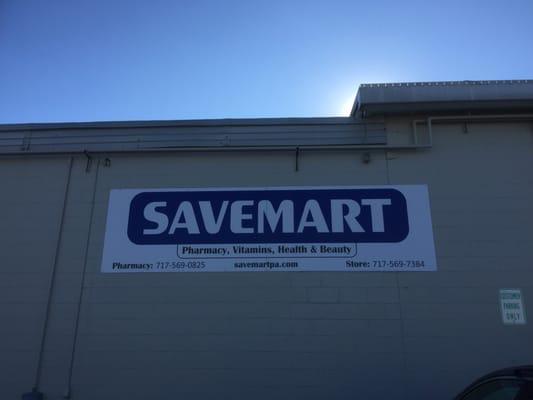 SAVEMART
Pharmacy, Vitamins, Health & Beauty
Pharmacy: 717-569-0825 savemartpa.com Store: 717-569-7384
CUSTOMER
PARKING
ONLY